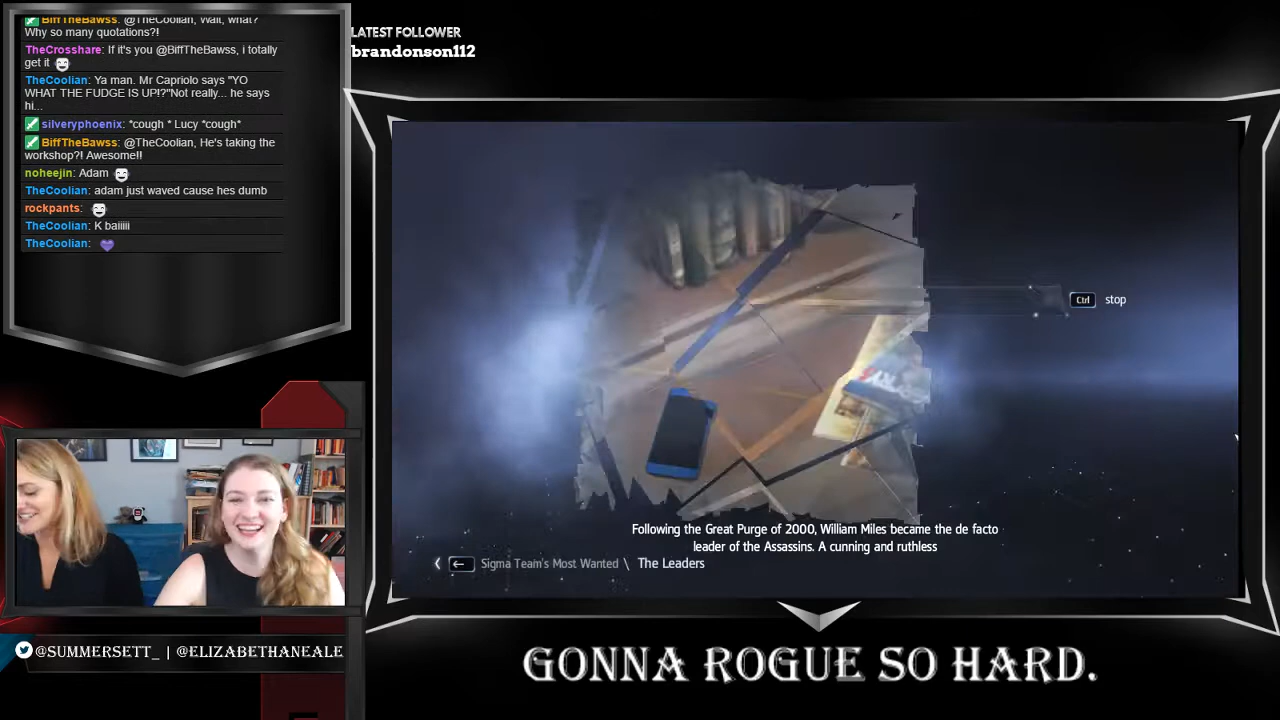 BiffTheBawss: @TheCoolian, Wait, what?
Why so many quotations?!
TheCrosshare: If it's you @BiffTheBawss, i totally
get it
TheCoolian: Ya man. Mr Capriolo says "YO
WHAT THE FUDGE IS UP!?"Not really... he says
hi...
silveryphoenix: *cough * Lucy *cough*
BiffTheBawss: @TheCoolian, He's taking the
workshop?! Awesome!!
noheejin: Adam
TheCoolian: adam just waved cause hes dumb
rockpants:
TheCoolian: K baiiiii
TheCoolian:
LATEST FOLLOWER
brandonson112
Ctrl stop
Following the Great Purge of 2000, William Miles became the de facto
leader of the Assassins. A cunning and ruthless
Sigma Team's Most Wanted \ The Leaders
@SUMMERSETT_ | @ELIZABETHANEALE
GONNA ROGUE SO HARD.